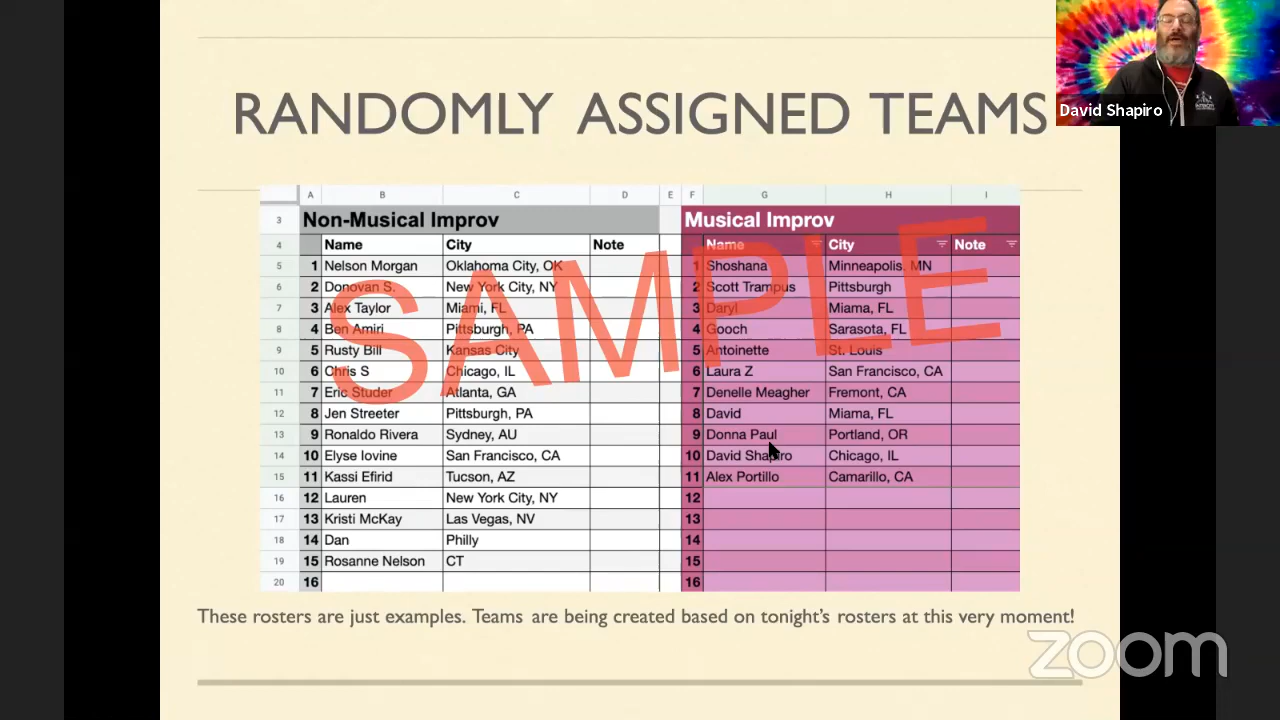 RANDOMLY ASSIGNED TEAMS
David Shapiro
A B C D E F G H I
3 Non-Musical Improv Musical Improv
4 Name City Note Name City Note
5 1 Nelson Morgan Oklahoma City, OK 1 Shoshana Minneapolis, MN
6 2 Donovan S. New York City, NY 2 Scott Trampus Pittsburgh
7 3 Alex Taylor Miami, FL 3 Daryl Miama, FL
8 4 Ben Amiri Pittsburgh, PA 4 Gooch Sarasota, FL
9 5 Rusty Bill Kansas City 5 Antoinette St. Louis
10 6 Chris S Chicago, IL 6 Laura Z San Francisco, CA
11 7 Eric Studer Atlanta, GA 7 Denelle Meagher Fremont, CA
12 8 Jen Streeter Pittsburgh, PA 8 David Miama, FL
13 9 Ronaldo Rivera Sydney, AU 9 Donna Paul Portland, OR
14 10 Elyse Iovine San Francisco, CA 10 David Shapiro Chicago, IL
15 11 Kassi Efirid Tucson, AZ 11 Alex Portillo Camarillo, CA
16 12 Lauren New York City, NY 12
17 13 Kristi McKay Las Vegas, NV 13
18 14 Dan Philly 14
19 15 Rosanne Nelson CT 15
20 16 16
SAMPLE
These rosters are just examples. Teams are being created based on tonight's rosters at this very moment!
zoom